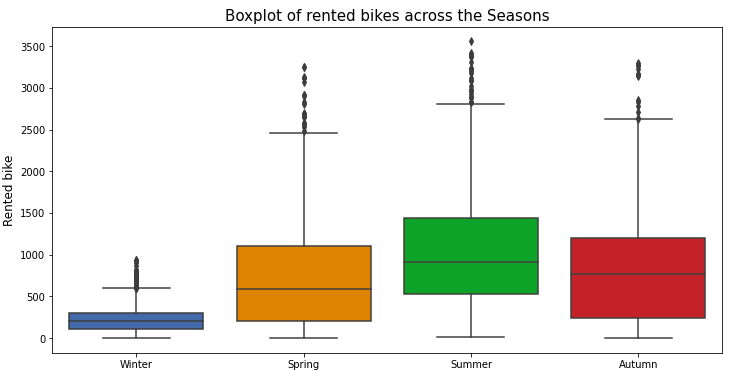 Boxplot of rented bikes across the Seasons
3500
3000
2500
2000
1500
1000
500
0
Rented bike
Winter
Spring
Summer
Autumn